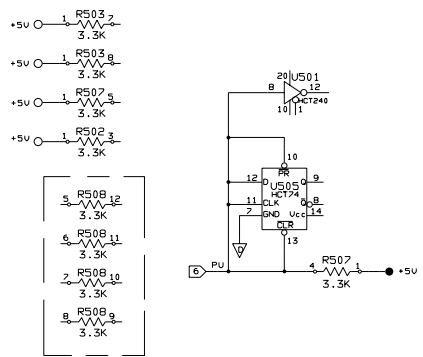 R503
+5V 1 7
3.3K
R503
+5V 1 8
3.3K
R507
+5V 1 5
3.3K
R502
+5V 1 3
3.3K
R508
5 12
3.3K
R508
6 11
3.3K
R508
7 10
3.3K
R508
8 9
3.3K
20 U501
8 12
HCT240
10 1
10
PR
12 D Q 9
U505
HCT74
11 CLK Q 8
7 GND Vcc 14
CLR
D 13
6 PU
R507
4 1 +5V
3.3K